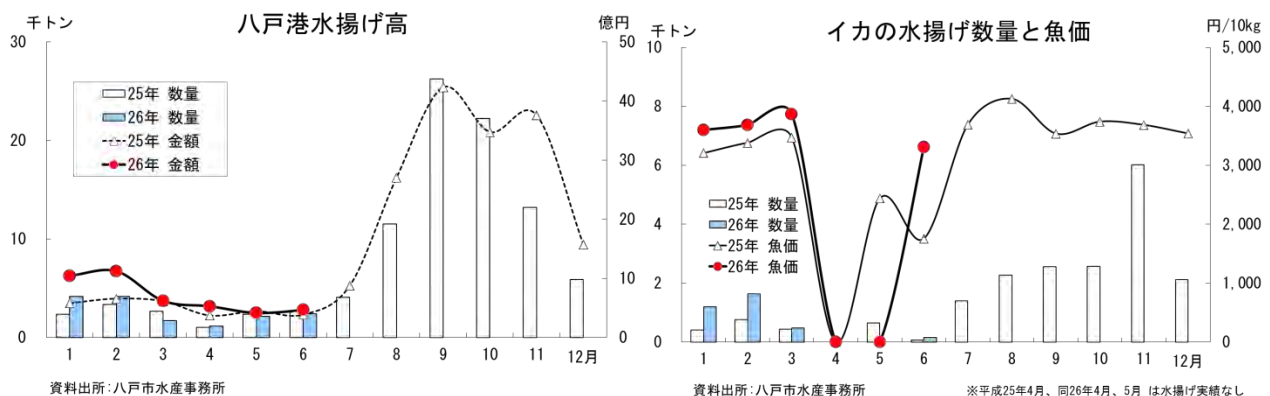 八戸港水揚げ高
千トン
億円
30
20
10
0
50
40
30
20
10
0
25年 数量
26年 数量
25年 金額
26年 金額
1 2 3 4 5 6 7 8 9 10 11 12月
資料出所:八戸市水産事務所
イカの水揚げ数量と魚価
千トン
円/10kg
10
8
6
4
2
0
5,000
4,000
3,000
2,000
1,000
0
25年 数量
26年 数量
25年 魚価
26年 魚価
1 2 3 4 5 6 7 8 9 10 11 12月
資料出所:八戸市水産事務所
※平成25年4月、同26年4月、5月 は水揚げ実績なし